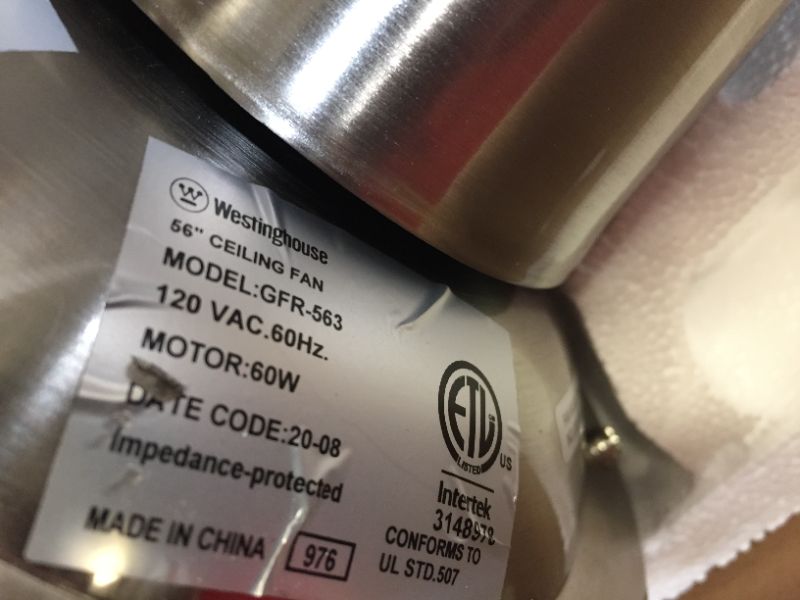 Westinghouse
56" CEILING FAN
MODEL:GFR-563
120 VAC.60Hz.
MOTOR:60W
DATE CODE:20-08
Impedance-protected
MADE IN CHINA
976
ETL
LISTED
US
Intertek
3148978
CONFORMS TO
UL STD.507